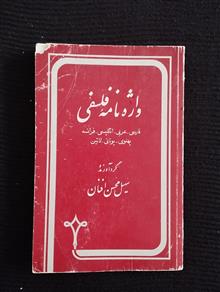 واژه نامهٔ فلسفی
فارسی - عربی - انگلیسی - فرانسه
پهلوی - یونانی - لاتین
گردآورندهٔ
سهیل محسن افنان